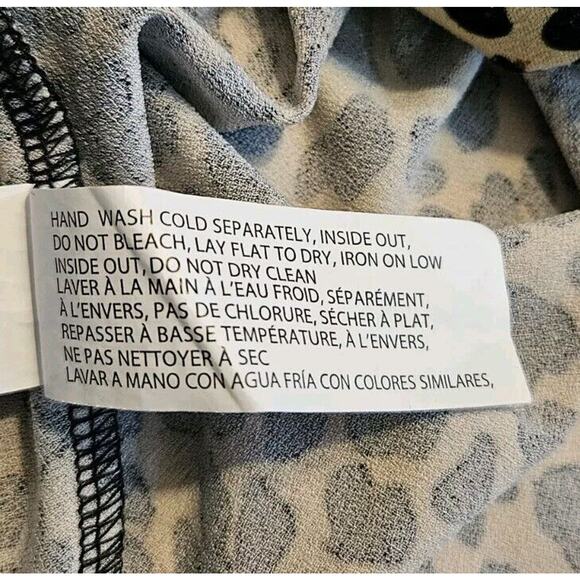 HAND WASH COLD SEPARATELY, INSIDE OUT,
DO NOT BLEACH, LAY FLAT TO DRY, IRON ON LOW
INSIDE OUT, DO NOT DRY CLEAN
LAVER À LA MAIN À L'EAU FROID, SÉPARÉMENT,
À L'ENVERS, PAS DE CHLORURE, SÉCHER À PLAT,
REPASSER À BASSE TEMPÉRATURE, À L'ENVERS,
NE PAS NETTOYER À SEC
LAVAR A MANO CON AGUA FRÍA CON COLORES SIMILARES,